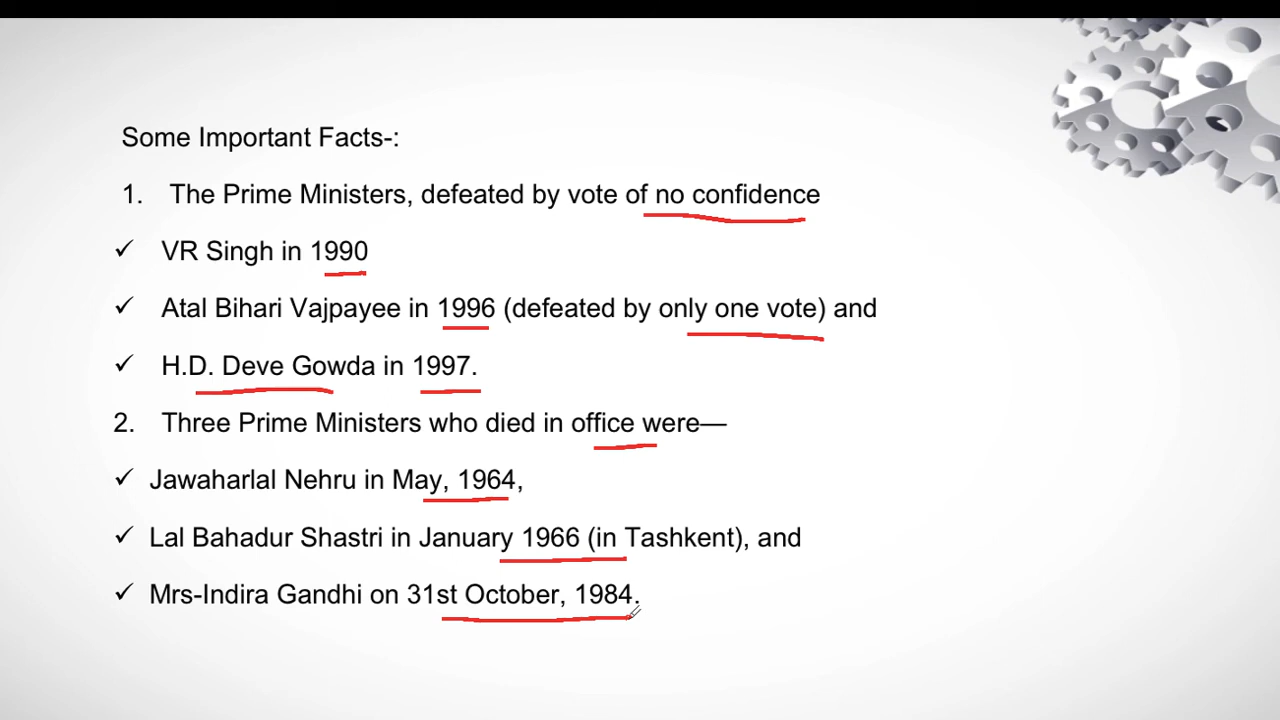 Some Important Facts-:
1. The Prime Ministers, defeated by vote of no confidence
✓ VR Singh in 1990
✓ Atal Bihari Vajpayee in 1996 (defeated by only one vote) and
✓ H.D. Deve Gowda in 1997.
2. Three Prime Ministers who died in office were—
✓ Jawaharlal Nehru in May, 1964,
✓ Lal Bahadur Shastri in January 1966 (in Tashkent), and
✓ Mrs-Indira Gandhi on 31st October, 1984.